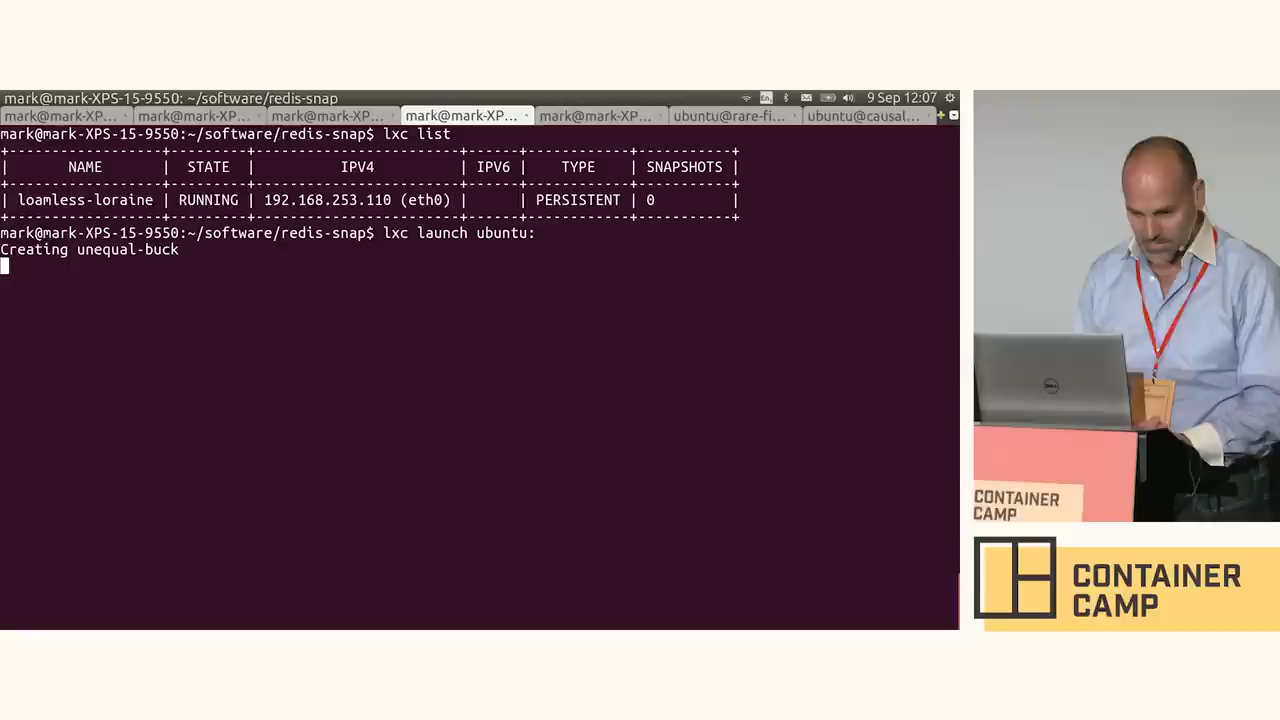 mark@mark-XPS-15-9550: ~/software/redis-snap
En
9 Sep 12:07
mark@mark-XP... × mark@mark-XP... × mark@mark-XP... × mark@mark-XP... × mark@mark-XP... × ubuntu@rare-fi... × ubuntu@causal... ×
mark@mark-XPS-15-9550:~/software/redis-snap$ lxc list
+-----------------+---------+------------------------+------+------------+-----------+
| NAME | STATE | IPV4 | IPV6 | TYPE | SNAPSHOTS |
+-----------------+---------+------------------------+------+------------+-----------+
| loamless-loraine | RUNNING | 192.168.253.110 (eth0) | | PERSISTENT | 0 |
+-----------------+---------+------------------------+------+------------+-----------+
mark@mark-XPS-15-9550:~/software/redis-snap$ lxc launch ubuntu:
Creating unequal-buck
DELL
CONTAINER
CAMP
CONTAINER
CAMP